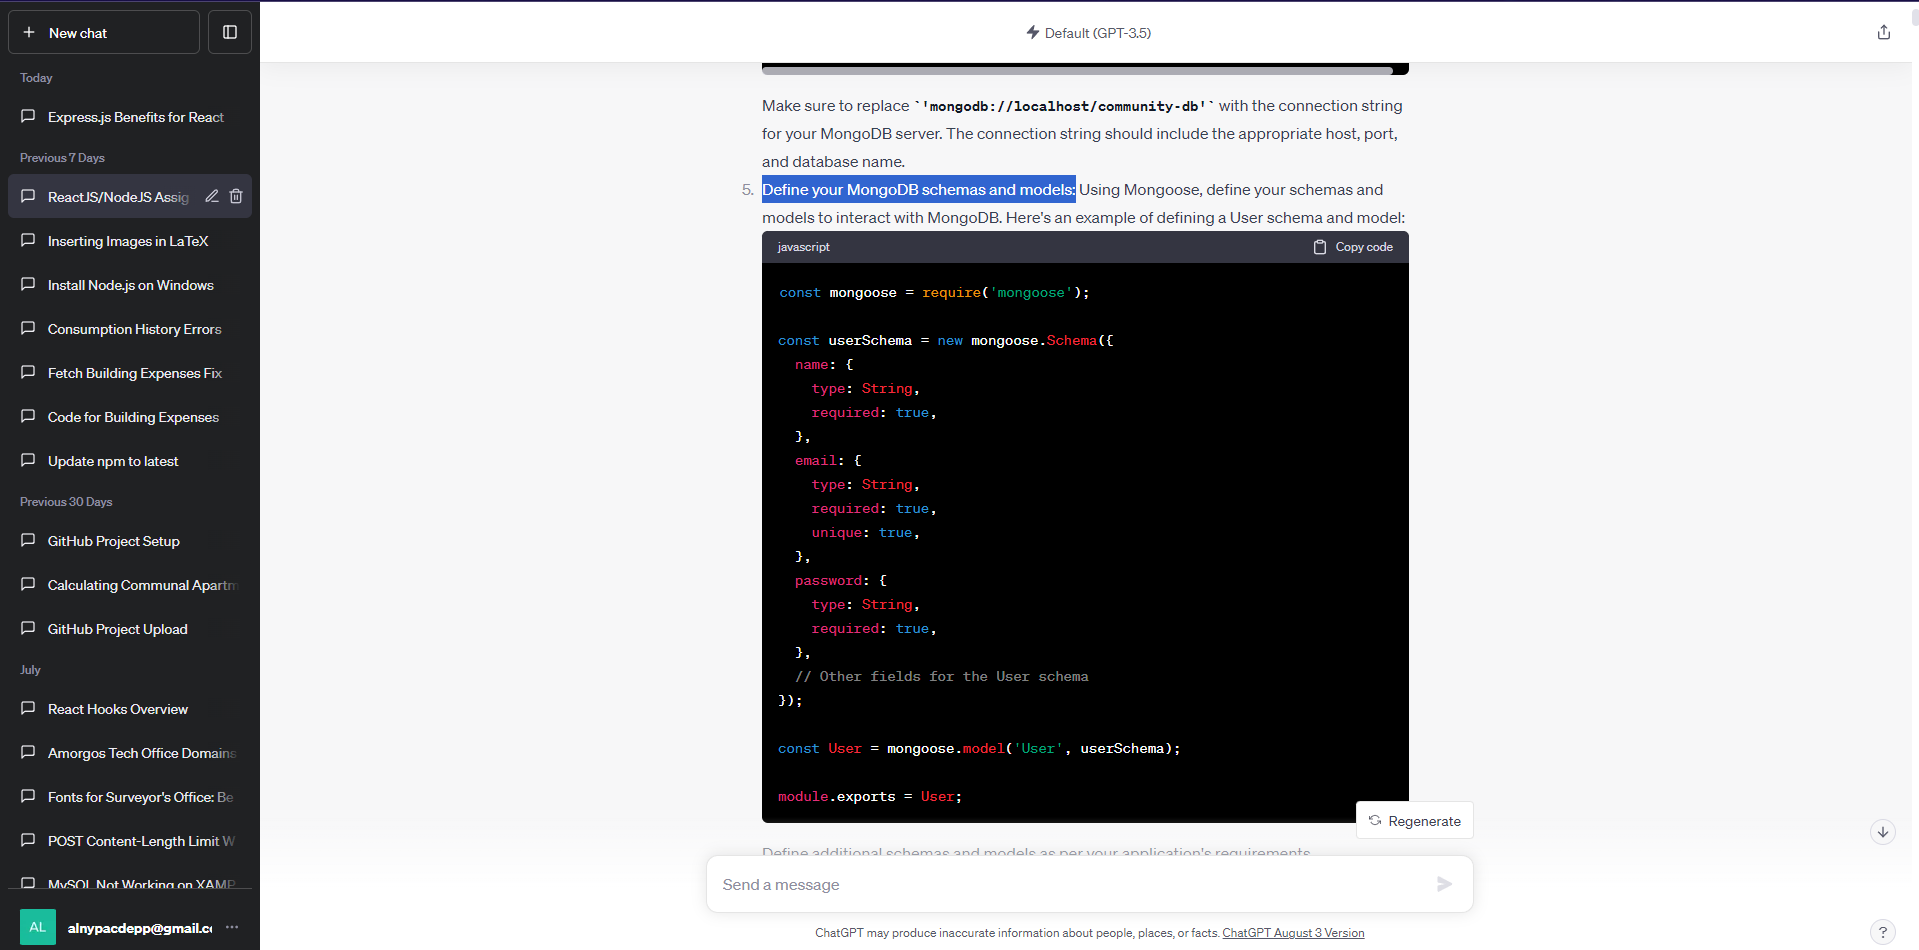 New chat
Today
Express.js Benefits for React
Previous 7 Days
ReactJS/NodeJS Assig
Inserting Images in LaTeX
Install Node.js on Windows
Consumption History Errors
Fetch Building Expenses Fix
Code for Building Expenses
Update npm to latest
Previous 30 Days
GitHub Project Setup
Calculating Communal Apartm
GitHub Project Upload
July
React Hooks Overview
Amorgos Tech Office Domains
Fonts for Surveyor's Office: Be
POST Content-Length Limit W
MySQL Not Working on XAMP
AL
alnypacdepp@gmail.co
Default (GPT-3.5)
Make sure to replace `'mongodb://localhost/community-db'` with the connection string
for your MongoDB server. The connection string should include the appropriate host, port,
and database name.
5. Define your MongoDB schemas and models: Using Mongoose, define your schemas and
models to interact with MongoDB. Here's an example of defining a User schema and model:
javascript
Copy code
const mongoose = require('mongoose');
const userSchema = new mongoose.Schema({
name: {
type: String,
required: true,
},
email: {
type: String,
required: true,
unique: true,
},
password: {
type: String,
required: true,
},
// Other fields for the User schema
});
const User = mongoose.model('User', userSchema);
module.exports = User;
Regenerate
Define additional schemas and models as per your application's requirements
Send a message
ChatGPT may produce inaccurate information about people, places, or facts. ChatGPT August 3 Version
?